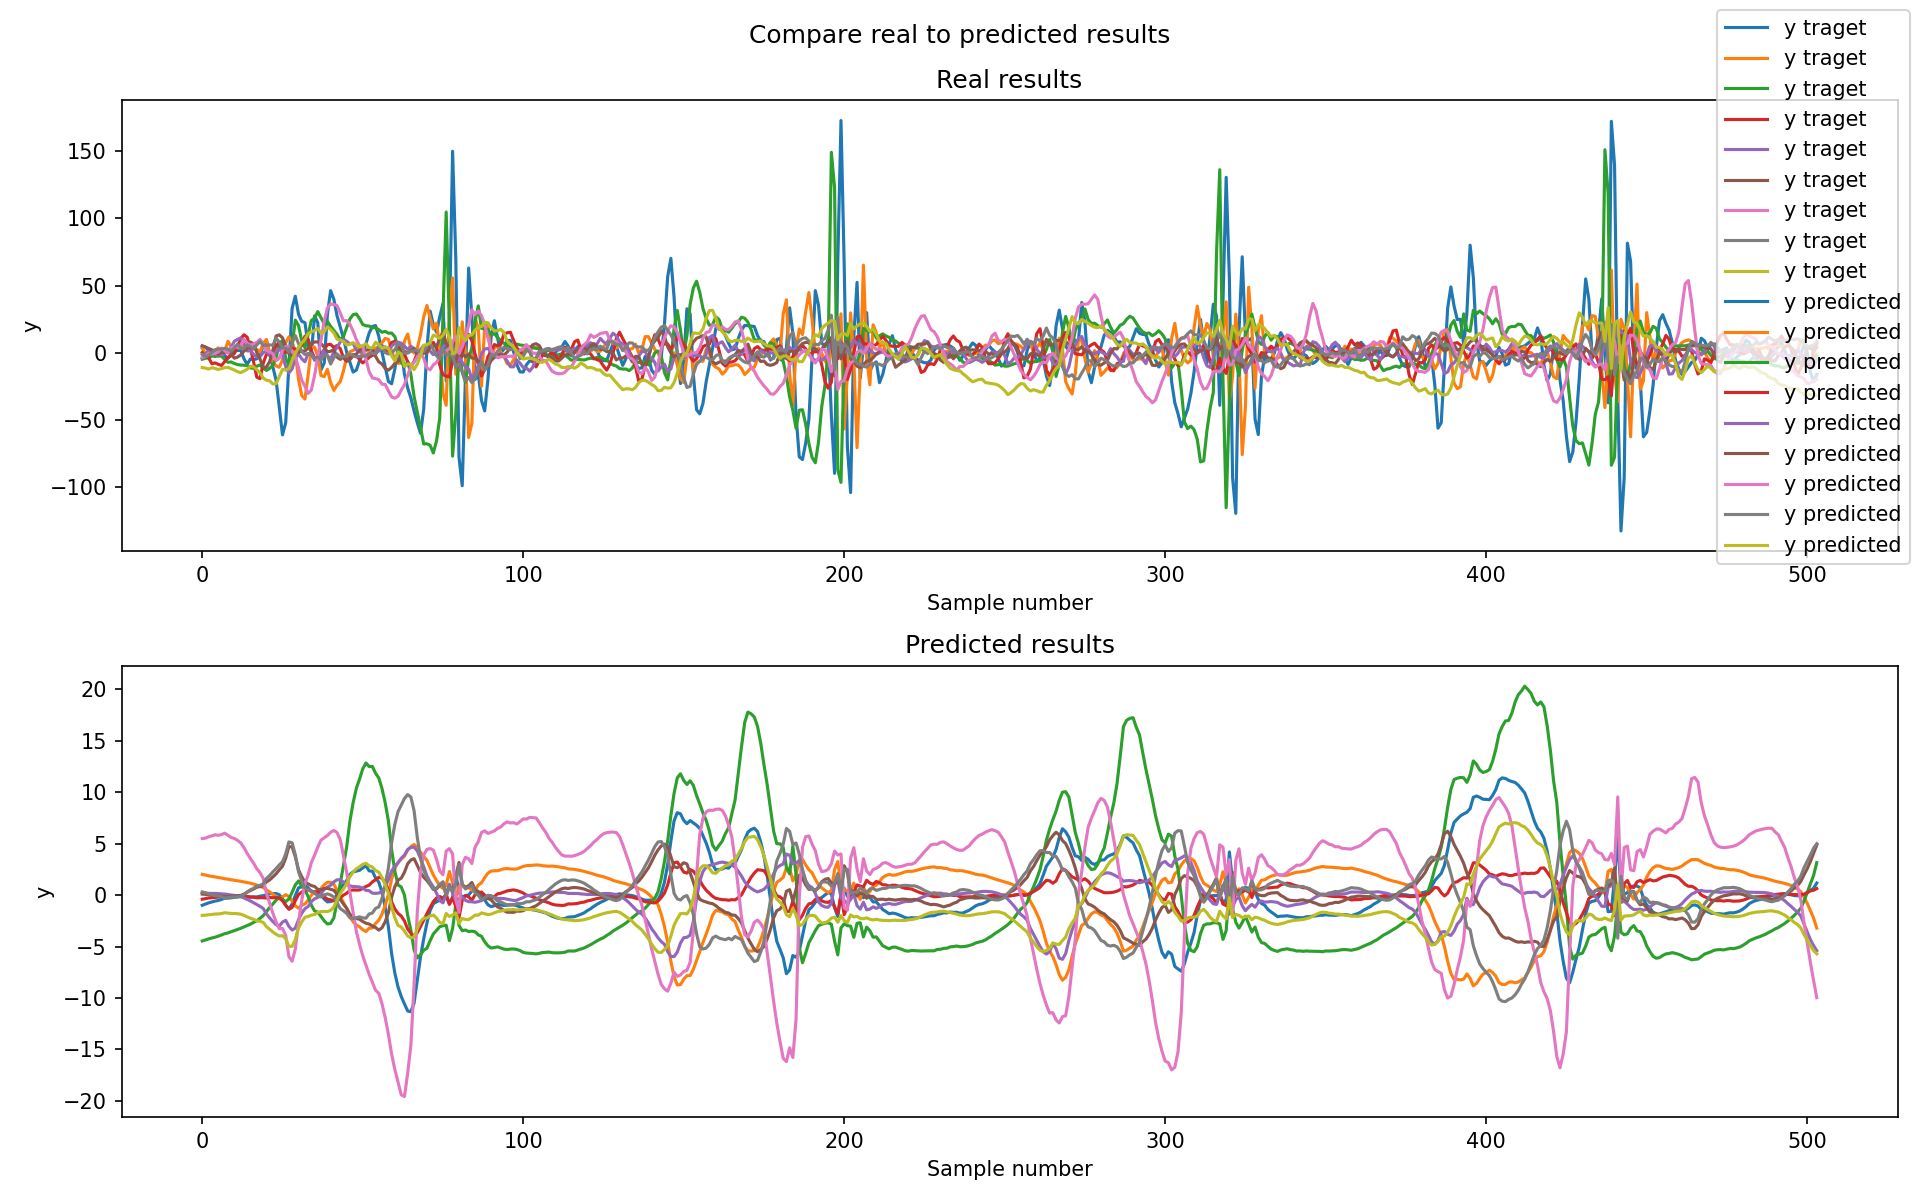 Compare real to predicted results
Real results
y traget
y traget
y traget
y traget
y traget
y traget
y traget
y traget
y traget
y predicted
y predicted
y predicted
y predicted
y predicted
y predicted
y predicted
y predicted
y predicted
y
150
100
50
0
−50
−100
0 100 200 300 400 500
Sample number
Predicted results
y
20
15
10
5
0
−5
−10
−15
−20
0 100 200 300 400 500
Sample number